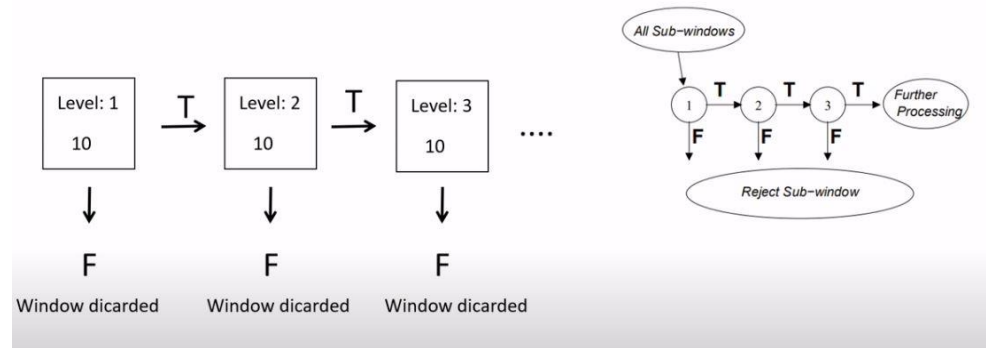 All Sub-windows
Level: 1
10
T
Level: 2
10
T
Level: 3
10
....
1
T
2
T
3
T
Further
Processing
F
F
F
Reject Sub-window
F
F
F
Window dicarded
Window dicarded
Window dicarded